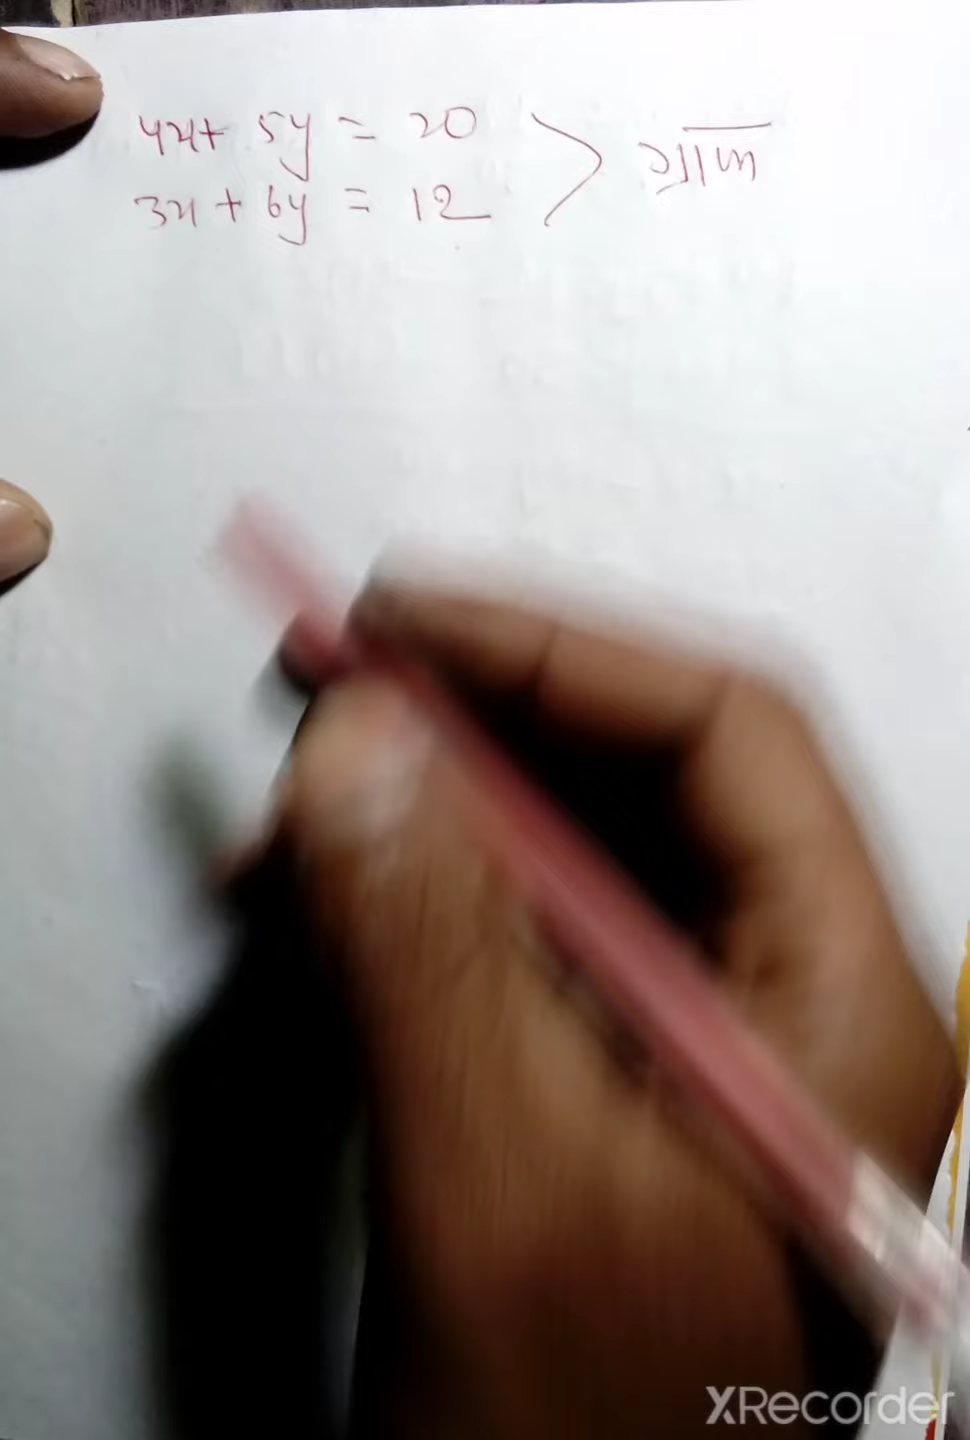 4x + 5y = 20
3x + 6y = 12
XRecorder